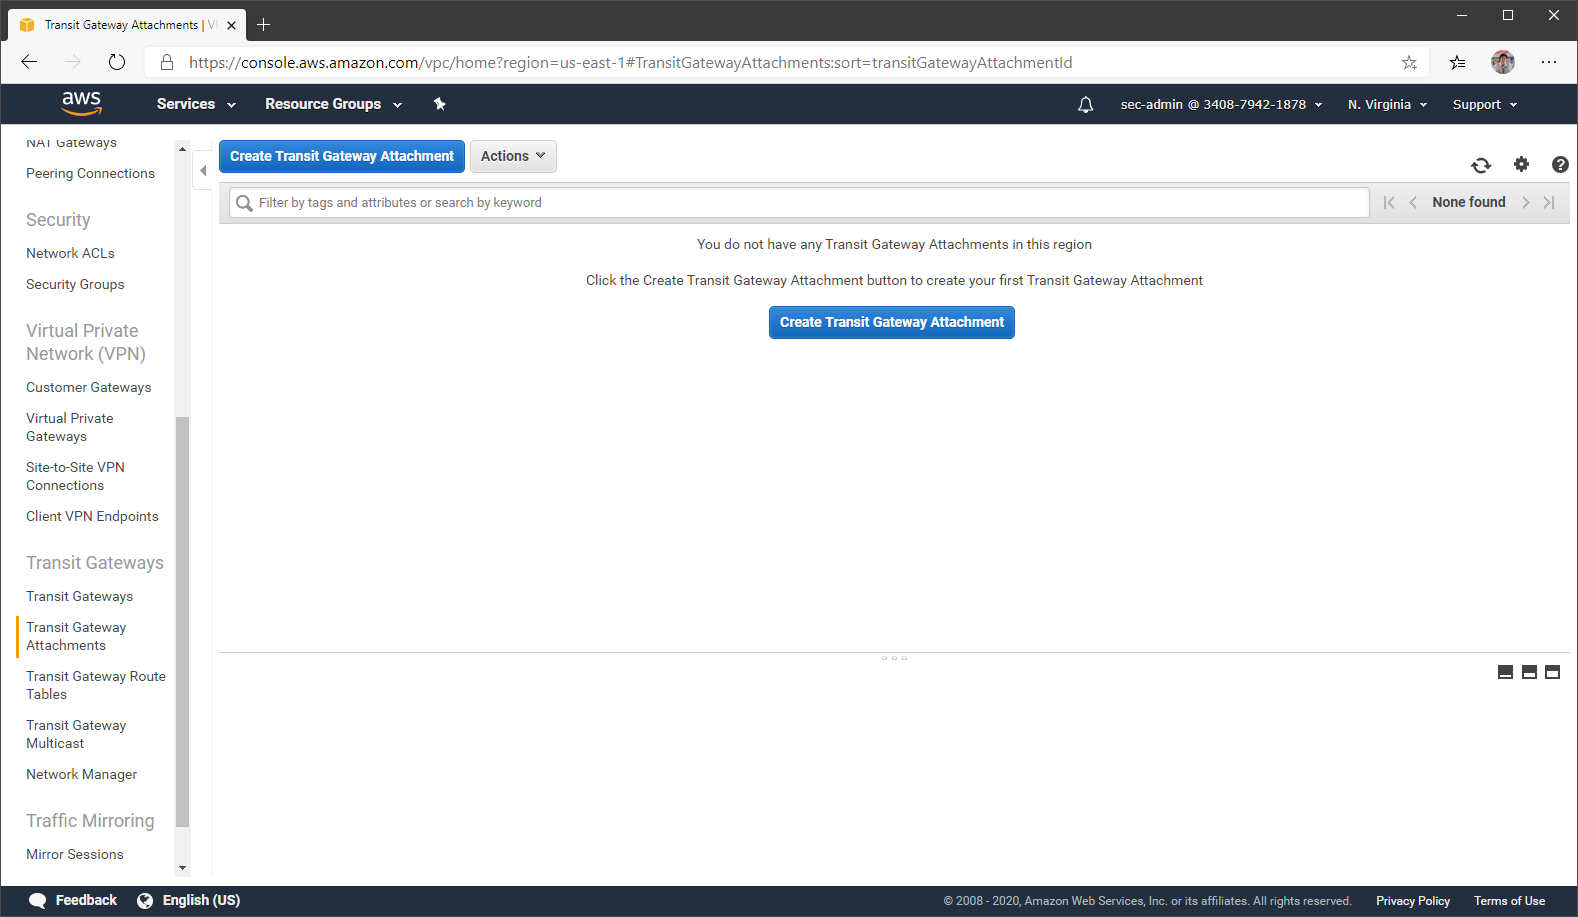 Transit Gateway Attachments | VP
https://console.aws.amazon.com/vpc/home?region=us-east-1#TransitGatewayAttachments:sort=transitGatewayAttachmentId
aws
Services
Resource Groups
sec-admin @ 3408-7942-1878
N. Virginia
Support
NAT Gateways
Peering Connections
Security
Network ACLs
Security Groups
Virtual Private
Network (VPN)
Customer Gateways
Virtual Private
Gateways
Site-to-Site VPN
Connections
Client VPN Endpoints
Transit Gateways
Transit Gateways
Transit Gateway
Attachments
Transit Gateway Route
Tables
Transit Gateway
Multicast
Network Manager
Traffic Mirroring
Mirror Sessions
Create Transit Gateway Attachment
Actions
Filter by tags and attributes or search by keyword
None found
You do not have any Transit Gateway Attachments in this region
Click the Create Transit Gateway Attachment button to create your first Transit Gateway Attachment
Create Transit Gateway Attachment
Feedback
English (US)
© 2008 - 2020, Amazon Web Services, Inc. or its affiliates. All rights reserved.
Privacy Policy
Terms of Use